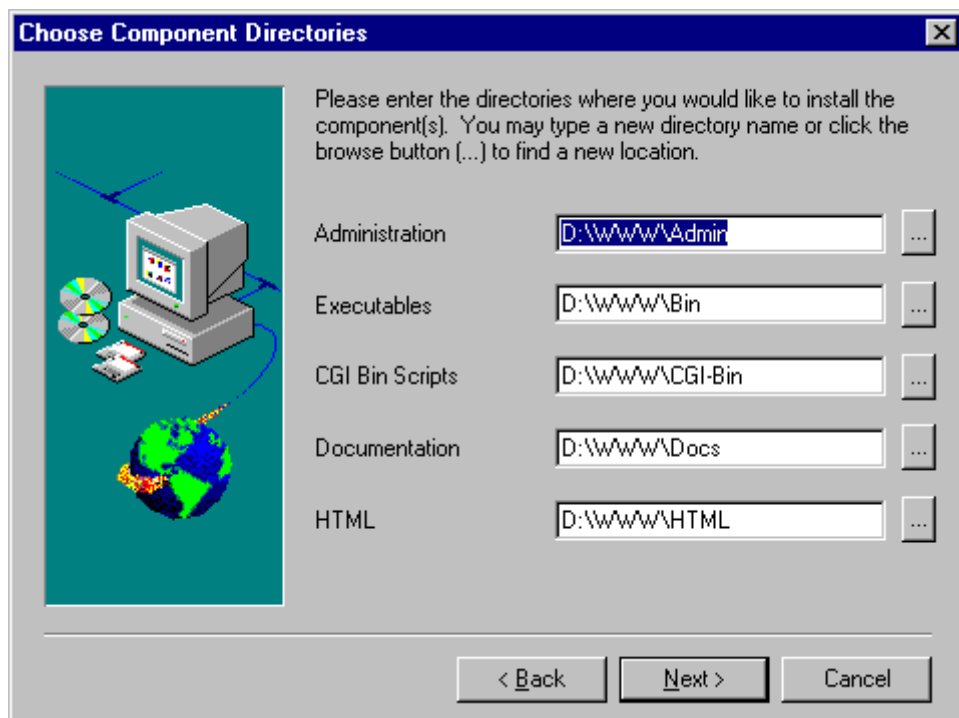 Choose Component Directories
Please enter the directories where you would like to install the
component(s).  You may type a new directory name or click the
browse button (...) to find a new location.
Administration D:\WWW\Admin ...
Executables D:\WWW\Bin ...
CGI Bin Scripts D:\WWW\CGI-Bin ...
Documentation D:\WWW\Docs ...
HTML D:\WWW\HTML ...
< Back Next > Cancel